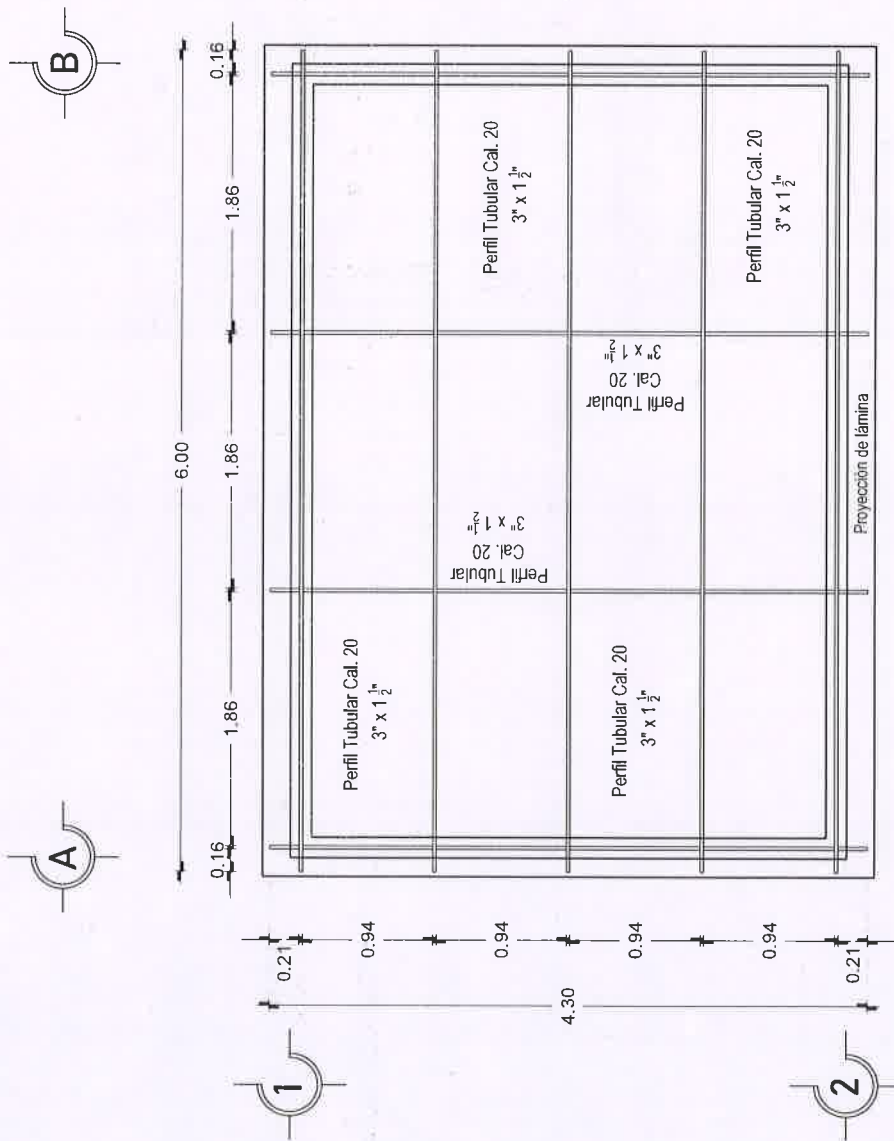 A
B
6.00
0.16
1.86
1.86
1.86
0.16
1
2
4.30
0.21
0.94
0.94
0.94
0.94
0.21
Perfil Tubular Cal. 20
3" x 1 1/2"
Perfil Tubular
Cal. 20
3" x 1 1/2"
Perfil Tubular Cal. 20
3" x 1 1/2"
Perfil Tubular Cal. 20
3" x 1 1/2"
Perfil Tubular
Cal. 20
3" x 1 1/2"
Perfil Tubular Cal. 20
3" x 1 1/2"
Proyección de lámina